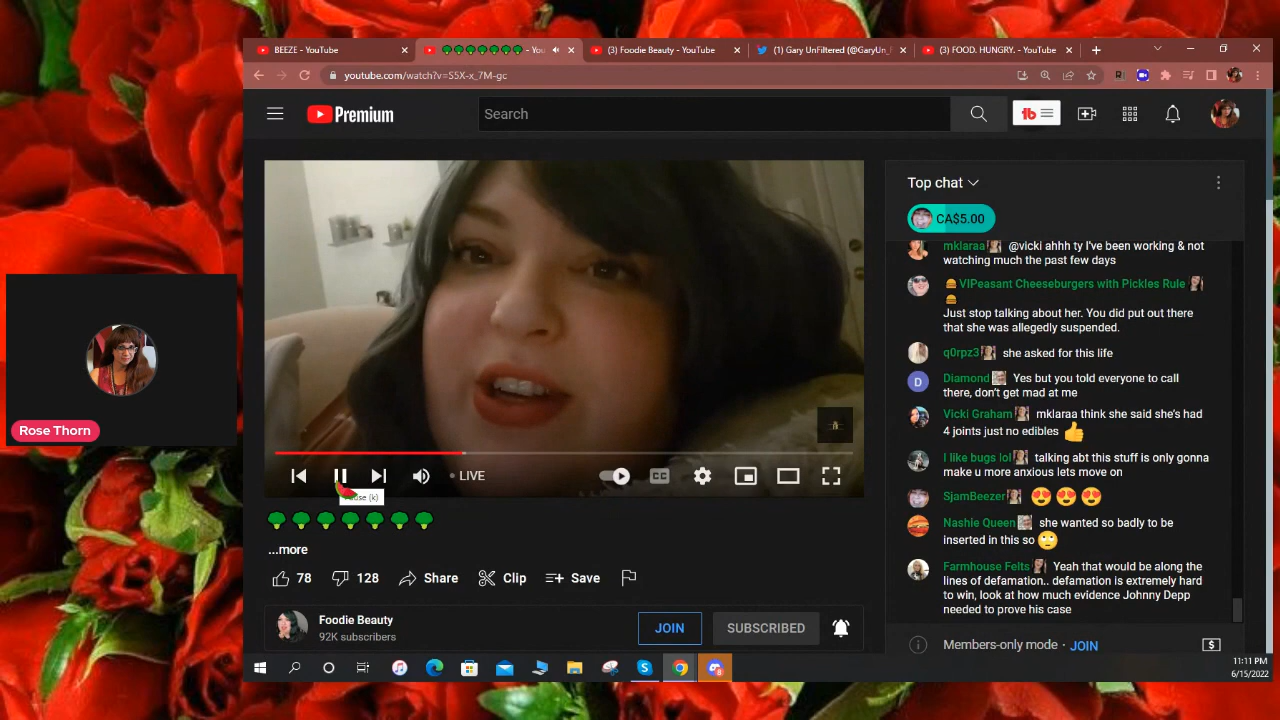 BEEZE - YouTube
🥦🥦🥦🥦🥦🥦🥦 - You
(3) Foodie Beauty - YouTube
(1) Gary UnFiltered (@GaryUn_F
(3) FOOD. HUNGRY. - YouTube
youtube.com/watch?v=S5X-x_7M-gc
Premium
Search
Top chat
CA$5.00
mklaraa @vicki ahhh ty I've been working & not
watching much the past few days
🍔VIPeasant Cheeseburgers with Pickles Rule
🍔
Just stop talking about her. You did put out there
that she was allegedly suspended.
q0rpz3 she asked for this life
D
Diamond Yes but you told everyone to call
there, don't get mad at me
Vicki Graham mklaraa think she said she's had
4 joints just no edibles 👍
I like bugs lol talking abt this stuff is only gonna
make u more anxious lets move on
SjamBeezer 😍😍😍
Nashie Queen she wanted so badly to be
inserted in this so 🙄
Farmhouse Felts Yeah that would be along the
lines of defamation.. defamation is extremely hard
to win, look at how much evidence Johnny Depp
needed to prove his case
Members-only mode · JOIN
Rose Thorn
LIVE
CC
(k)
🥦🥦🥦🥦🥦🥦🥦
...more
78
128
Share
Clip
Save
Foodie Beauty
92K subscribers
JOIN
SUBSCRIBED
11:11 PM
6/15/2022